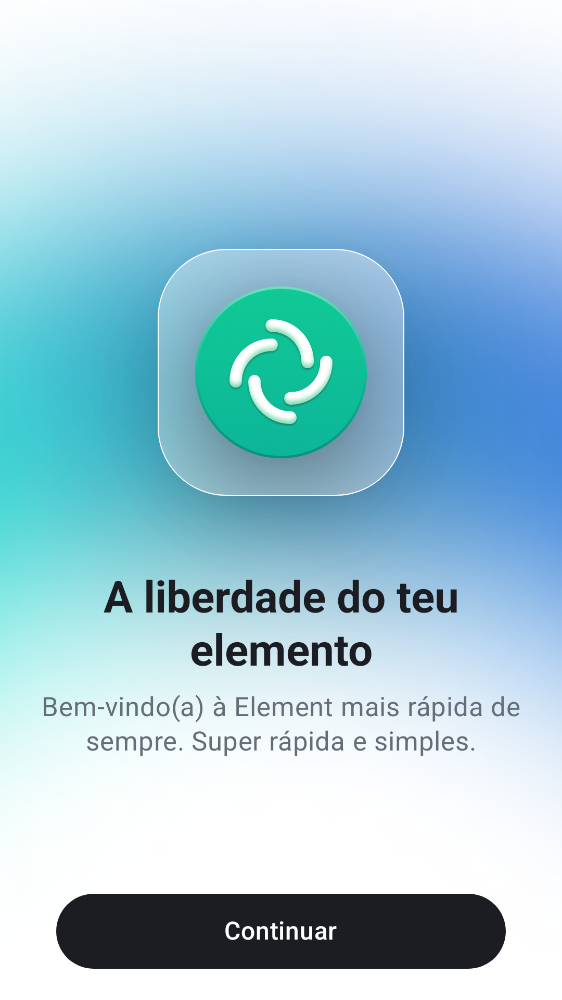 A liberdade do teu
elemento
Bem-vindo(a) à Element mais rápida de
sempre. Super rápida e simples.
Continuar